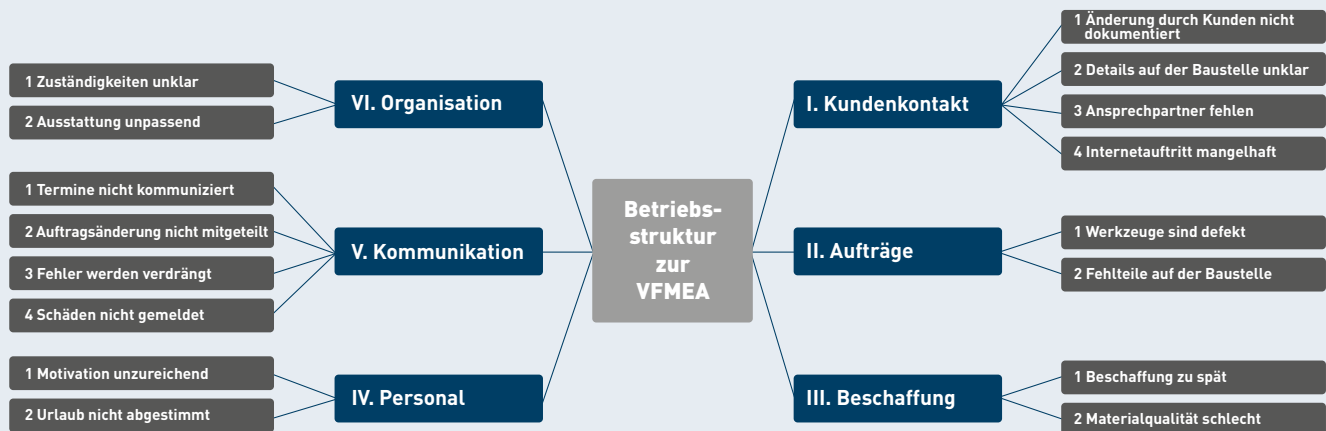 Betriebs-
struktur
zur
VFMEA
I. Kundenkontakt
1 Änderung durch Kunden nicht
dokumentiert
2 Details auf der Baustelle unklar
3 Ansprechpartner fehlen
4 Internetauftritt mangelhaft
II. Aufträge
1 Werkzeuge sind defekt
2 Fehlteile auf der Baustelle
III. Beschaffung
1 Beschaffung zu spät
2 Materialqualität schlecht
IV. Personal
1 Motivation unzureichend
2 Urlaub nicht abgestimmt
V. Kommunikation
1 Termine nicht kommuniziert
2 Auftragsänderung nicht mitgeteilt
3 Fehler werden verdrängt
4 Schäden nicht gemeldet
VI. Organisation
1 Zuständigkeiten unklar
2 Ausstattung unpassend